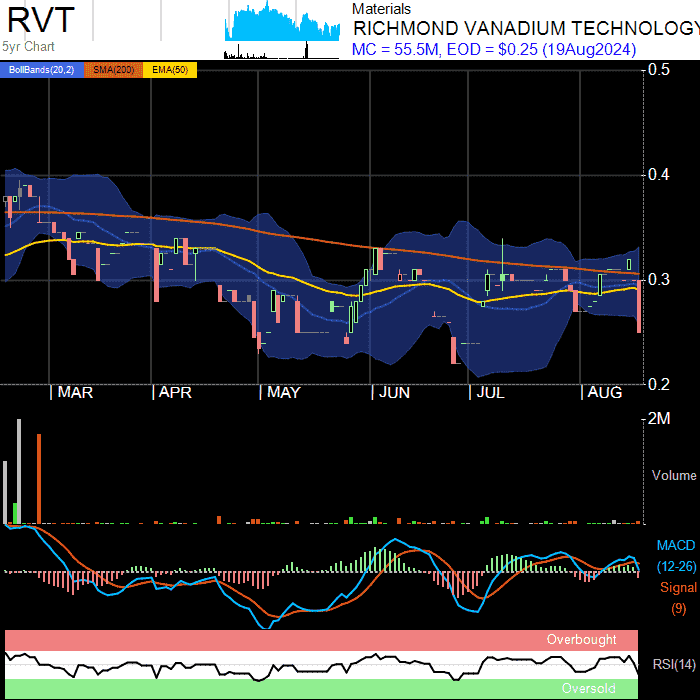 RVT
5yr Chart
Materials
RICHMOND VANADIUM TECHNOLOGY
MC = 55.5M, EOD = $0.25 (19Aug2024)
BollBands(20,2) SMA(200) EMA(50)
0.5
0.4
0.3
0.2
MAR APR MAY JUN JUL AUG
2M
Volume
MACD
(12-26)
Signal
(9)
Overbought
RSI(14)
Oversold